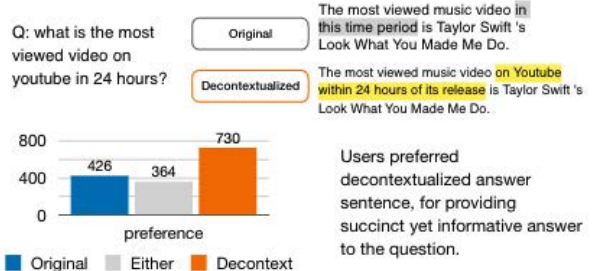 Q: what is the most
viewed video on
youtube in 24 hours?
Original
The most viewed music video in
this time period is Taylor Swift 's
Look What You Made Me Do.
Decontextualized
The most viewed music video on Youtube
within 24 hours of its release is Taylor Swift 's
Look What You Made Me Do.
800
400
0
426
364
730
preference
Original
Either
Decontext
Users preferred
decontextualized answer
sentence, for providing
succinct yet informative answer
to the question.